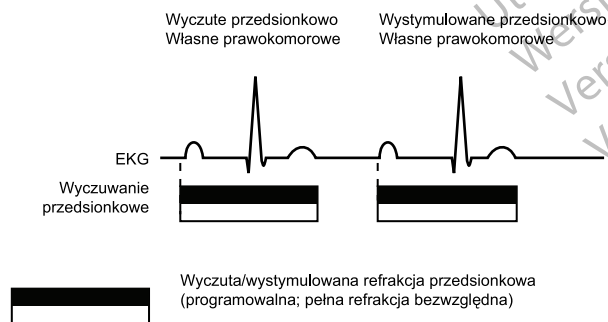 Wyczute przedsionkowo
Własne prawokomorowe
Wystymulowane przedsionkowo
Własne prawokomorowe
EKG
Wyczuwanie
przedsionkowe
Wyczuta/wystymulowana refrakcja przedsionkowa
(programowalna; pełna refrakcja bezwzględna)